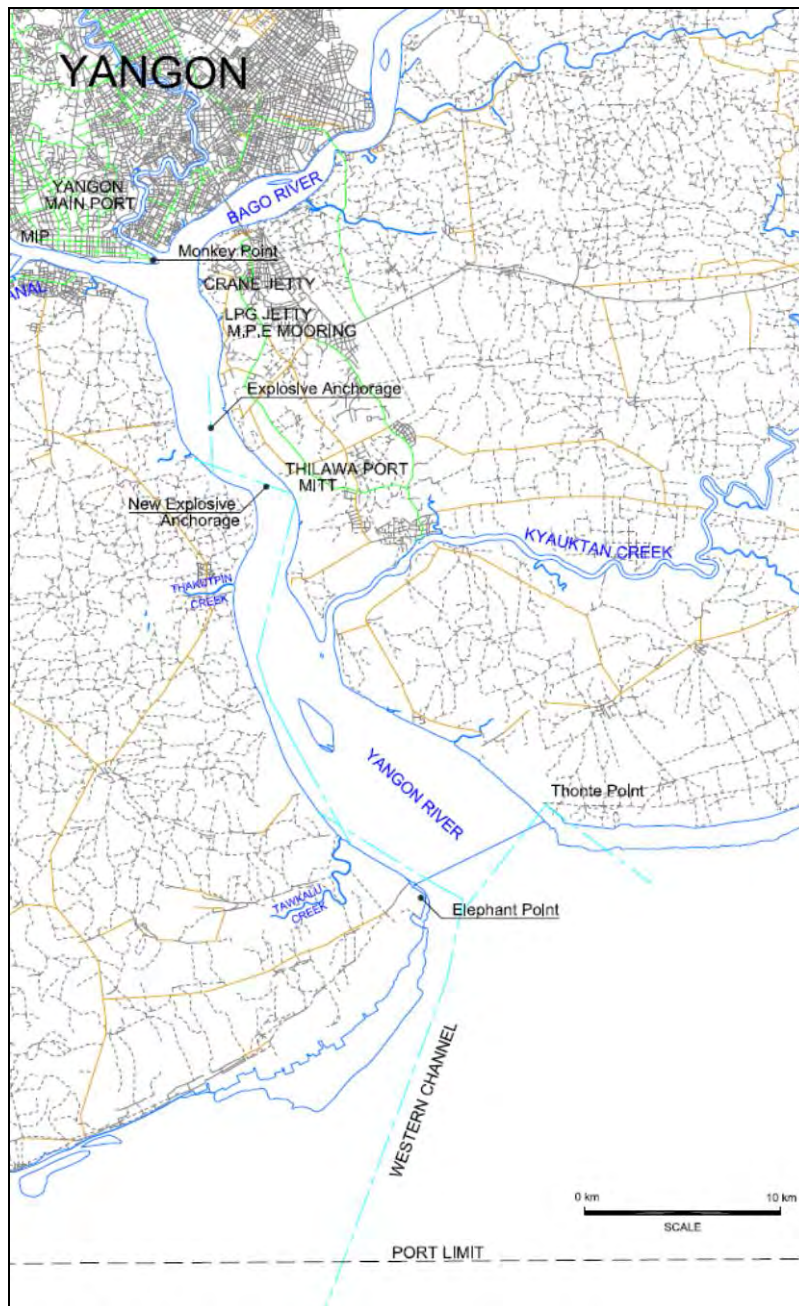 YANGON
YANGON
MAIN PORT
BAGO RIVER
MIP
Monkey Point
ANAL
CRANE JETTY
LPG JETTY
M.P.E MOORING
Explosive Anchorage
THILAWA PORT
MITT
New Explosive
Anchorage
KYAUKTAN CREEK
THAKUTPIN
CREEK
YANGON RIVER
Thonte Point
TAWKALU
CREEK
Elephant Point
WESTERN CHANNEL
0 km
10 km
SCALE
PORT LIMIT